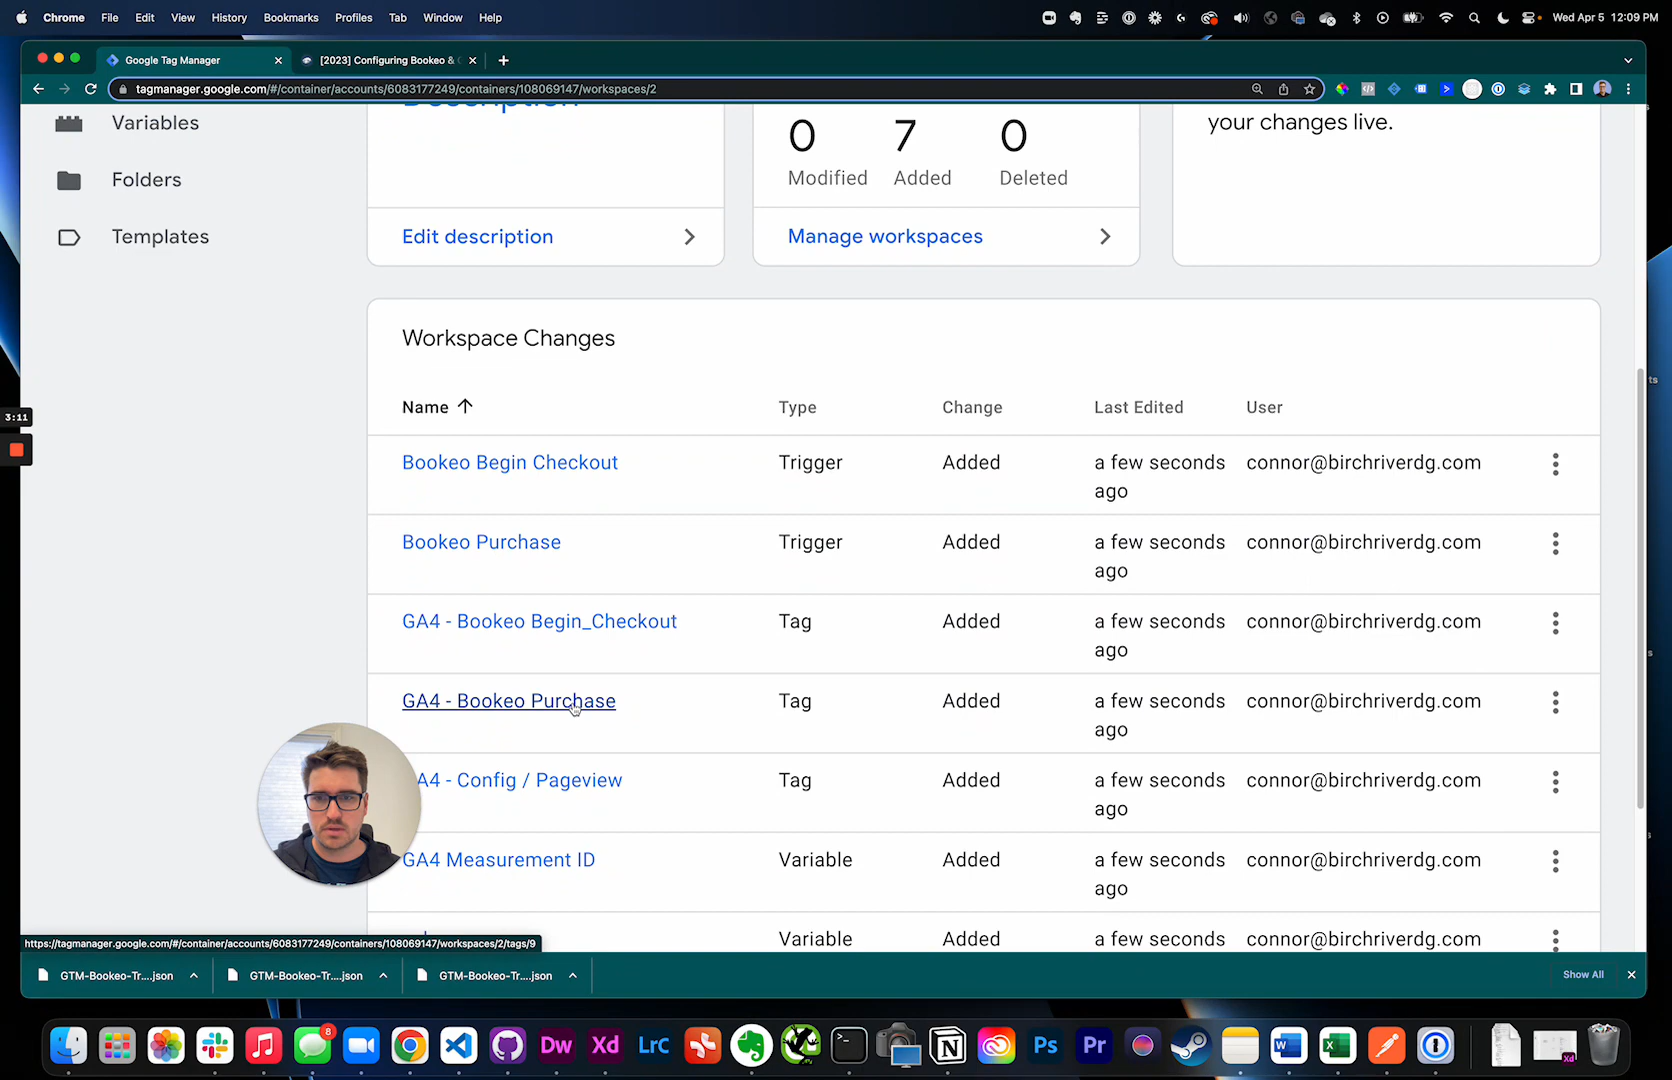 Chrome File Edit View History Bookmarks Profiles Tab Window Help
Wed Apr 5 12:09 PM
Google Tag Manager
[2023] Configuring Bookeo &
tagmanager.google.com/#/container/accounts/6083177249/containers/108069147/workspaces/2
Variables
Folders
Templates
Description
Edit description
0 7 0
Modified Added Deleted
Manage workspaces
your changes live.
3:11
Workspace Changes
Name Type Change Last Edited User
Bookeo Begin Checkout Trigger Added a few seconds connor@birchriverdg.com
ago
Bookeo Purchase Trigger Added a few seconds connor@birchriverdg.com
ago
GA4 - Bookeo Begin_Checkout Tag Added a few seconds connor@birchriverdg.com
ago
GA4 - Bookeo Purchase Tag Added a few seconds connor@birchriverdg.com
ago
A4 - Config / Pageview Tag Added a few seconds connor@birchriverdg.com
ago
GA4 Measurement ID Variable Added a few seconds connor@birchriverdg.com
ago
Variable Added a few seconds connor@birchriverdg.com
https://tagmanager.google.com/#/container/accounts/6083177249/containers/108069147/workspaces/2/tags/9
GTM-Bookeo-Tr....json GTM-Bookeo-Tr....json GTM-Bookeo-Tr....json Show All
8
Dw Xd LrC Ps Pr W X Xd